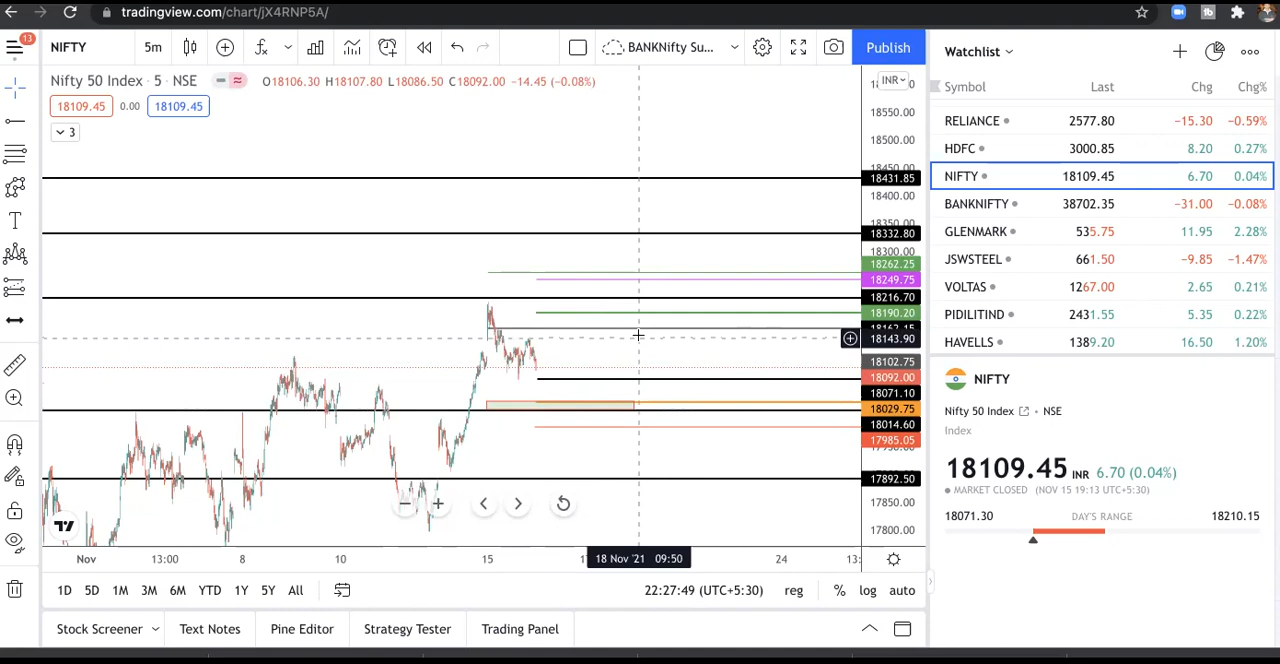 tradingview.com/chart/jX4RNP5A/
13
NIFTY
5m
BANKNifty Su...
Publish
Watchlist
Nifty 50 Index · 5 · NSE
O18106.30 H18107.80 L18086.50 C18092.00 −14.45 (−0.08%)
INR
18109.45 0.00 18109.45
3
Symbol Last Chg Chg%
RELIANCE 2577.80 −15.30 −0.59%
HDFC 3000.85 8.20 0.27%
NIFTY 18109.45 6.70 0.04%
BANKNIFTY 38702.35 −31.00 −0.08%
GLENMARK 535.75 11.95 2.28%
JSWSTEEL 661.50 −9.85 −1.47%
VOLTAS 1267.00 2.65 0.21%
PIDILITIND 2431.55 5.35 0.22%
HAVELLS 1389.20 16.50 1.20%
18550.00
18500.00
18450.00
18431.85
18400.00
18350.00
18332.80
18300.00
18262.25
18249.75
18216.70
18190.20
18162.15
18143.90
18102.75
18092.00
18071.10
18029.75
18014.60
17985.05
17892.50
17850.00
17800.00
NIFTY
Nifty 50 Index · NSE
Index
18109.45 INR 6.70 (0.04%)
MARKET CLOSED (NOV 15 19:13 UTC+5:30)
18071.30 DAY'S RANGE 18210.15
Nov 13:00 8 10 15 18 Nov '21 09:50 24 13:
1D 5D 1M 3M 6M YTD 1Y 5Y All
22:27:49 (UTC+5:30) reg % log auto
Stock Screener Text Notes Pine Editor Strategy Tester Trading Panel